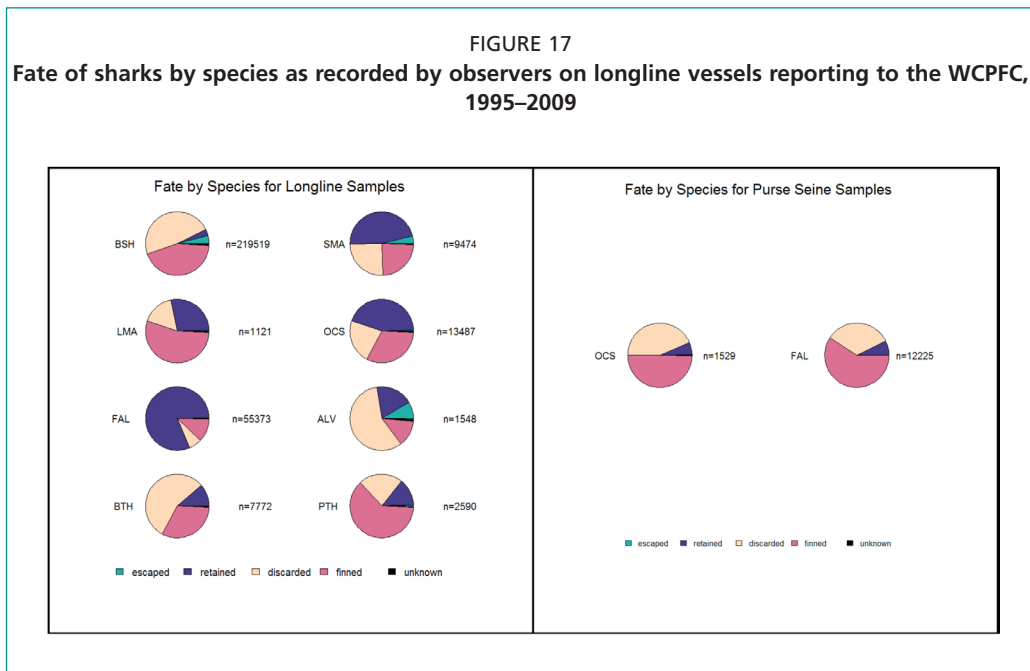 FIGURE 17
Fate of sharks by species as recorded by observers on longline vessels reporting to the WCPFC,
1995–2009
Fate by Species for Longline Samples
BSH n=219519 SMA n=9474
LMA n=1121 OCS n=13487
FAL n=55373 ALV n=1548
BTH n=7772 PTH n=2590
escaped retained discarded finned unknown
Fate by Species for Purse Seine Samples
OCS n=1529 FAL n=12225
escaped retained discarded finned unknown